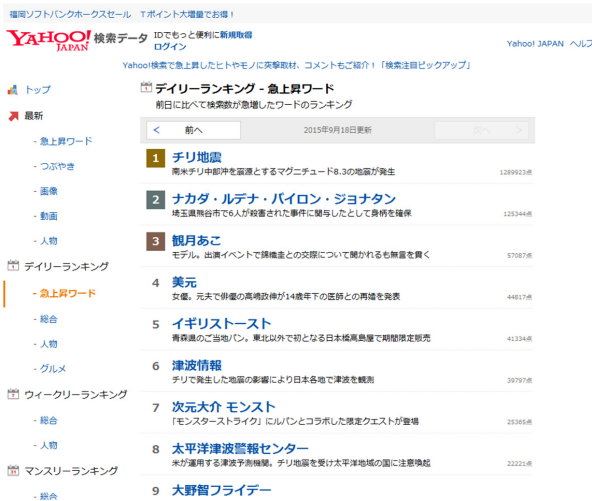 福岡ソフトバンクホークスセール Tポイント大増量でお得!
YAHOO! JAPAN 検索データ
IDでもっと便利に新規取得
ログイン
Yahoo! JAPAN ヘルプ
Yahoo!検索で急上昇したヒトやモノに突撃取材、コメントもご紹介!「検索注目ピックアップ」
トップ
最新
- 急上昇ワード
- つぶやき
- 画像
- 動画
- 人物
デイリーランキング
- 急上昇ワード
- 総合
- 人物
- グルメ
ウィークリーランキング
- 総合
- 人物
マンスリーランキング
- 総合
デイリーランキング - 急上昇ワード
前日に比べて検索数が急増したワードのランキング
< 前へ 2015年9月18日更新 次へ >
1 チリ地震
南米チリ中部沖を震源とするマグニチュード8.3の地震が発生 1289923点
2 ナカダ・ルデナ・バイロン・ジョナタン
埼玉県熊谷市で6人が殺害された事件に関与したとして身柄を確保 125344点
3 観月あこ
モデル。出演イベントで錦織圭との交際について聞かれるも無言を貫く 57087点
4 美元
女優。元夫で俳優の高嶋政伸が14歳年下の医師との再婚を発表 44817点
5 イギリストースト
青森県のご当地パン。東北以外で初となる日本橋高島屋で期間限定販売 41334点
6 津波情報
チリで発生した地震の影響により日本各地で津波を観測 39797点
7 次元大介 モンスト
「モンスターストライク」にルパンとコラボした限定クエストが登場 25365点
8 太平洋津波警報センター
米が運用する津波予測機関。チリ地震を受け太平洋地域の国に注意喚起 22221点
9 大野智フライデー